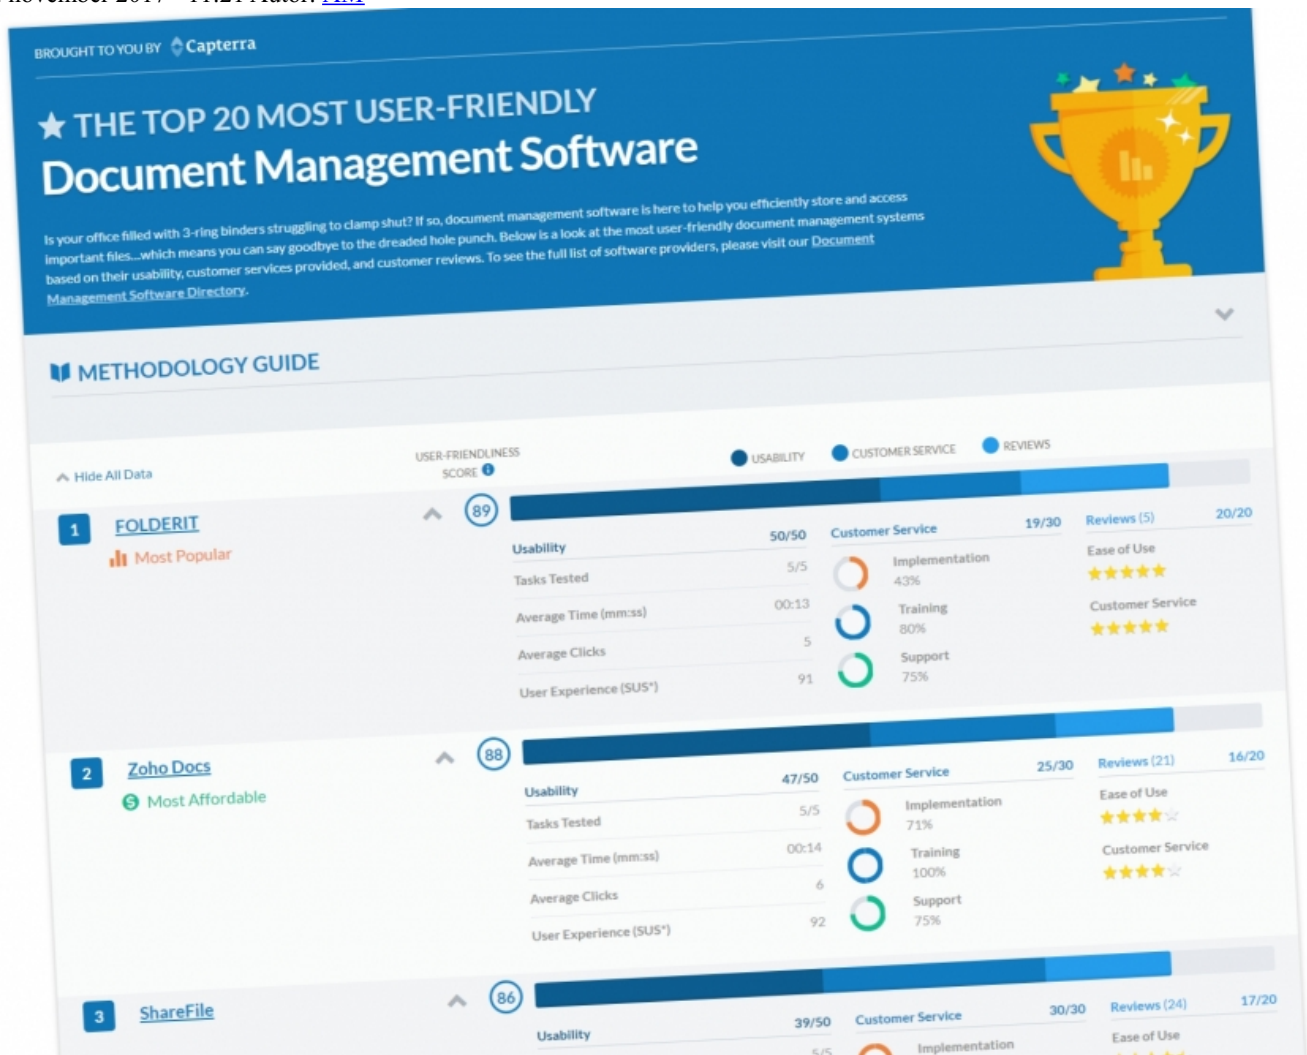 november 2017 - 11:21 Autor: AM
BROUGHT TO YOU BY Capterra
THE TOP 20 MOST USER-FRIENDLY
Document Management Software
Is your office filled with 3-ring binders struggling to clamp shut? If so, document management software is here to help you efficiently store and access
important files...which means you can say goodbye to the dreaded hole punch. Below is a look at the most user-friendly document management systems
based on their usability, customer services provided, and customer reviews. To see the full list of software providers, please visit our Document
Management Software Directory.
METHODOLOGY GUIDE
Hide All Data
USER-FRIENDLINESS
SCORE
USABILITY
CUSTOMER SERVICE
REVIEWS
1 FOLDERIT
Most Popular
89
Usability 50/50
Tasks Tested 5/5
Average Time (mm:ss) 00:13
Average Clicks 5
User Experience (SUS*) 91
Customer Service 19/30
Implementation
43%
Training
80%
Support
75%
Reviews (5) 20/20
Ease of Use
Customer Service
2 Zoho Docs
Most Affordable
88
Usability 47/50
Tasks Tested 5/5
Average Time (mm:ss) 00:14
Average Clicks 6
User Experience (SUS*) 92
Customer Service 25/30
Implementation
71%
Training
100%
Support
75%
Reviews (21) 16/20
Ease of Use
Customer Service
3 ShareFile
86
Usability 39/50
5/5
Customer Service 30/30
Implementation
Reviews (24) 17/20
Ease of Use